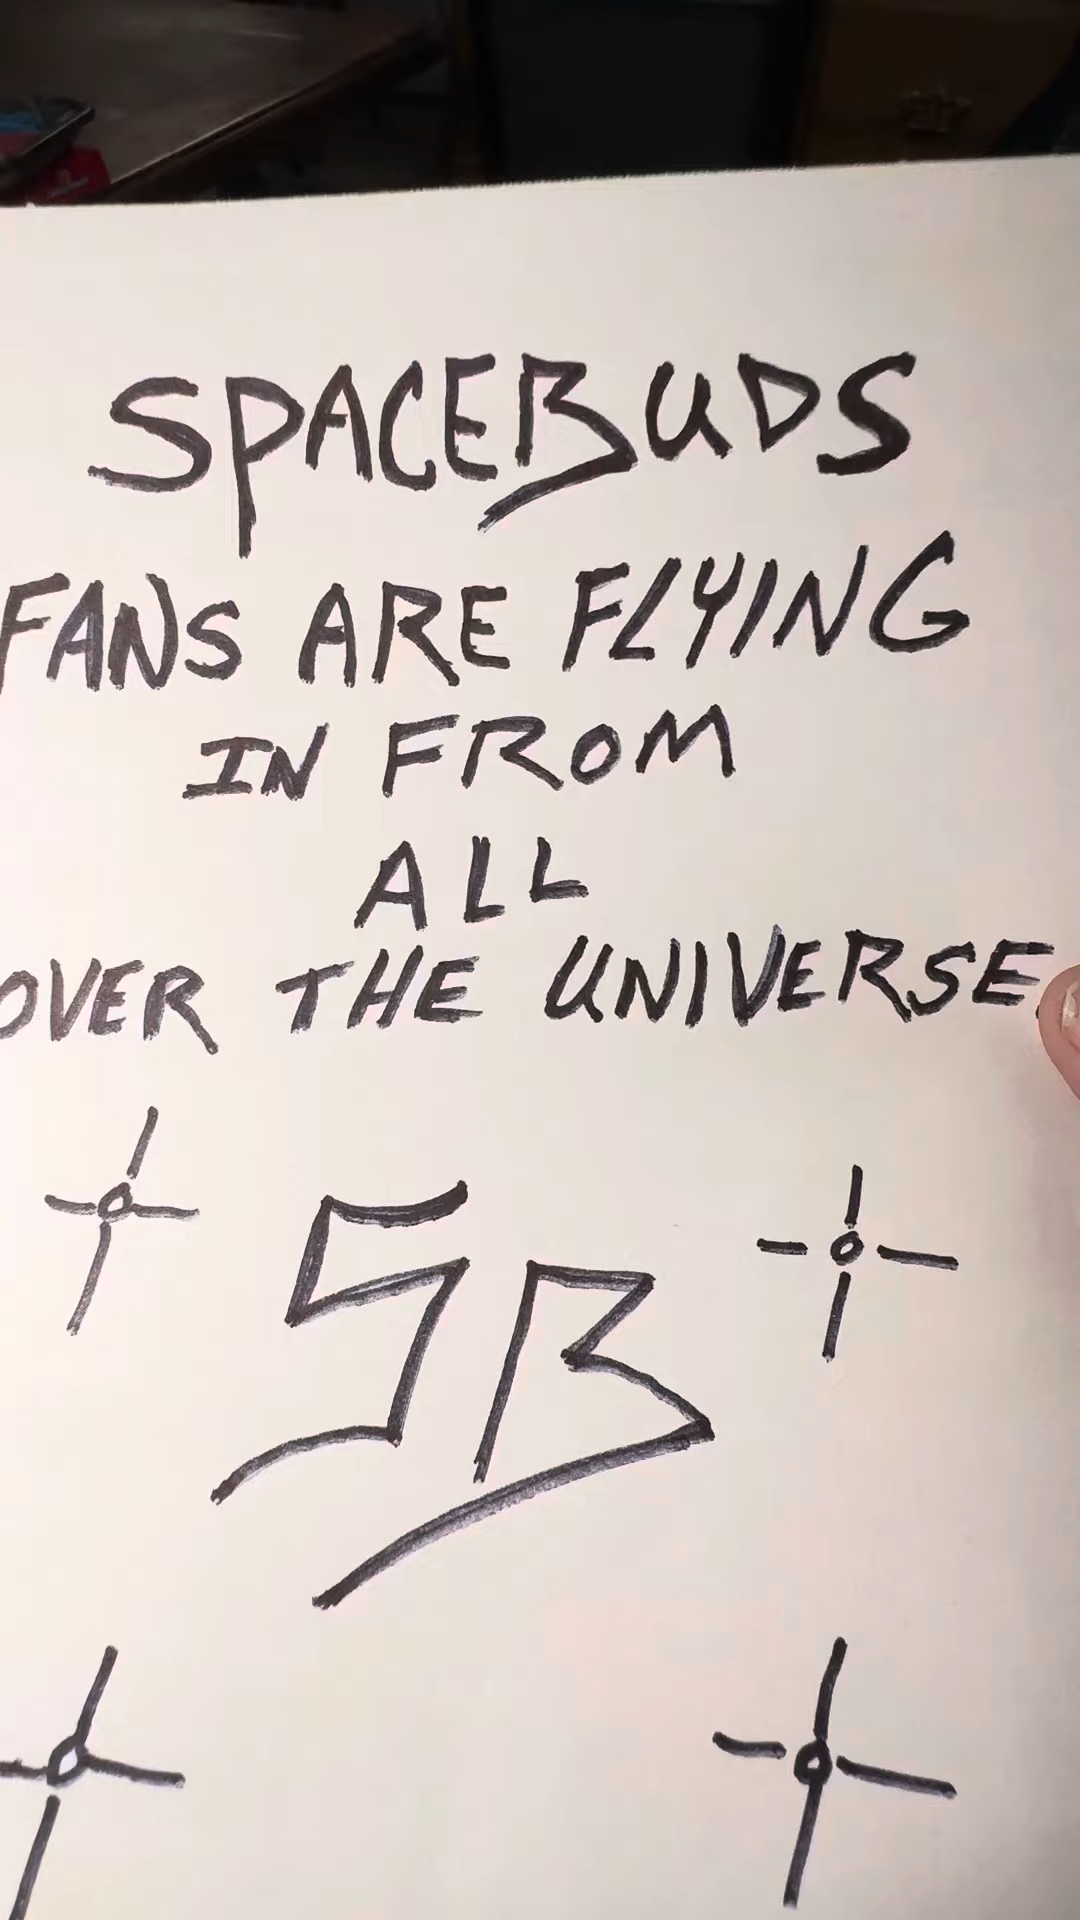 SPACEBUDS
FANS ARE FLYING
IN FROM
ALL
OVER THE UNIVERSE
SB